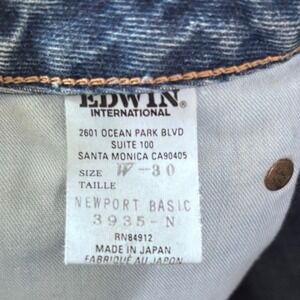 EDWIN®
INTERNATIONAL
2601 OCEAN PARK BLVD
SUITE 100
SANTA MONICA CA90405
SIZE W-30
TAILLE
NEWPORT BASIC
3935-N
RN84912
MADE IN JAPAN
FABRIQUÉ AU JAPON